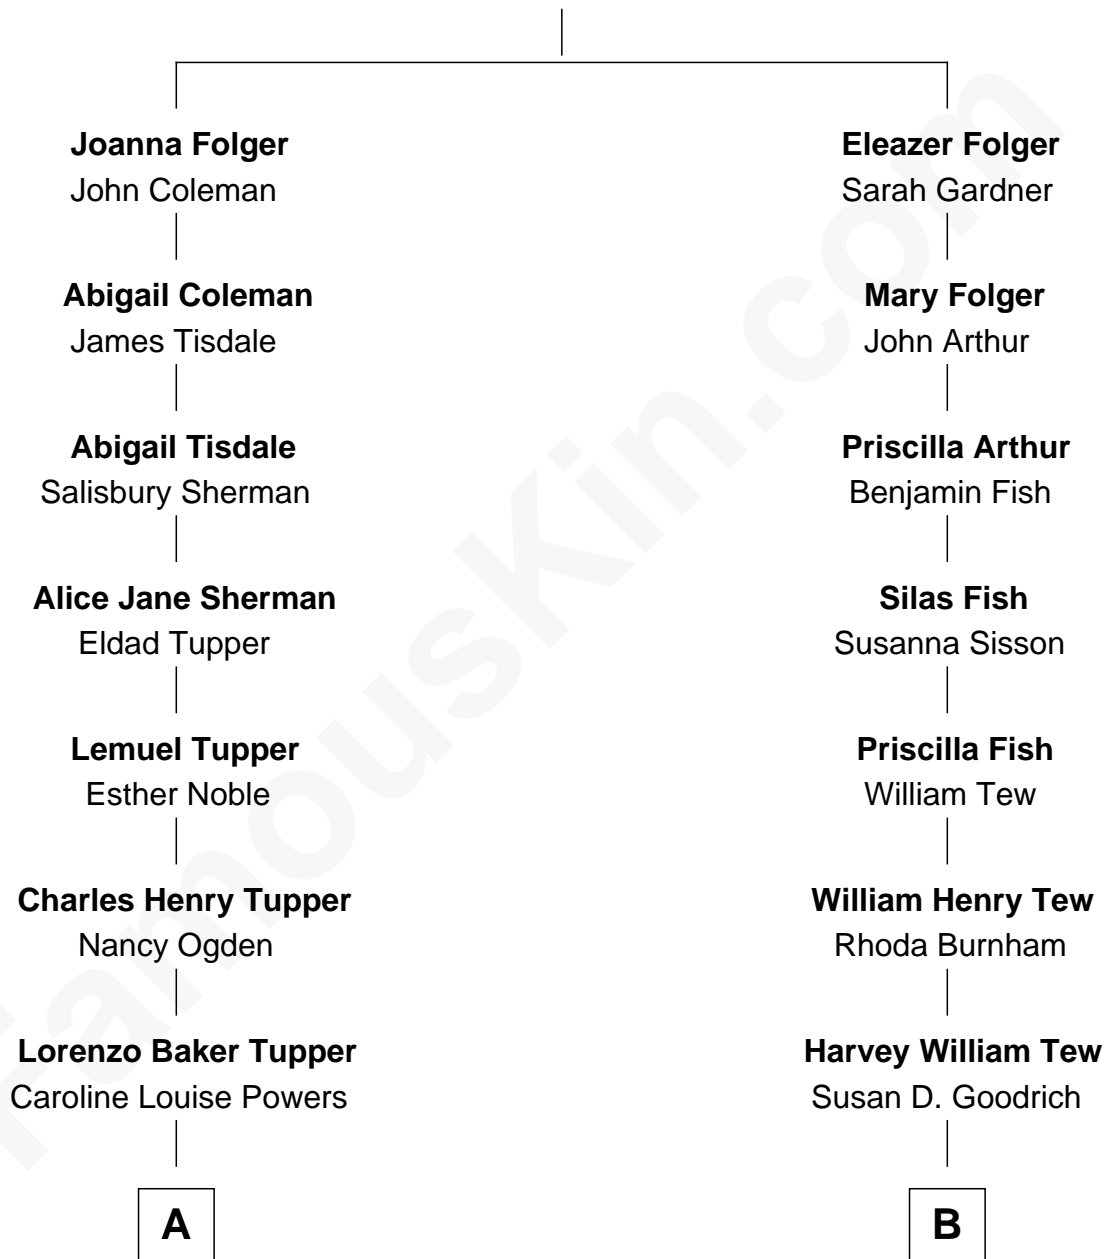 Joanna Folger
John Coleman
Abigail Coleman
James Tisdale
Abigail Tisdale
Salisbury Sherman
Alice Jane Sherman
Eldad Tupper
Lemuel Tupper
Esther Noble
Charles Henry Tupper
Nancy Ogden
Lorenzo Baker Tupper
Caroline Louise Powers
A
Eleazer Folger
Sarah Gardner
Mary Folger
John Arthur
Priscilla Arthur
Benjamin Fish
Silas Fish
Susanna Sisson
Priscilla Fish
William Tew
William Henry Tew
Rhoda Burnham
Harvey William Tew
Susan D. Goodrich
B
FamousKin.com